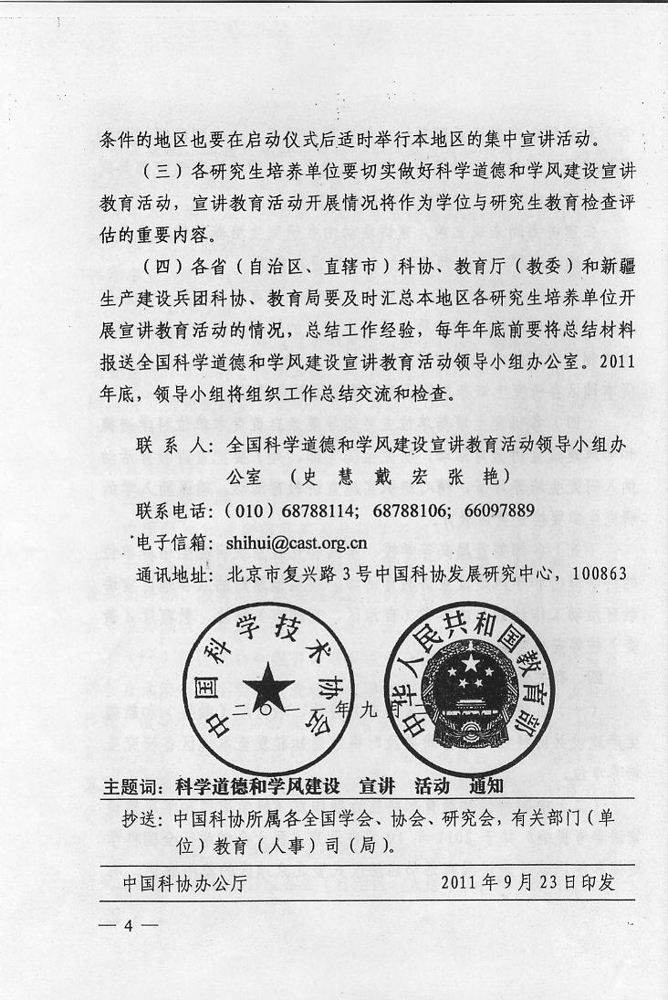 条件的地区也要在启动仪式后适时举行本地区的集中宣讲活动。
（三）各研究生培养单位要切实做好科学道德和学风建设宣讲
教育活动，宣讲教育活动开展情况将作为学位与研究生教育检查评
估的重要内容。
（四）各省（自治区、直辖市）科协、教育厅（教委）和新疆
生产建设兵团科协、教育局要及时汇总本地区各研究生培养单位开
展宣讲教育活动的情况，总结工作经验，每年年底前要将总结材料
报送全国科学道德和学风建设宣讲教育活动领导小组办公室。2011
年底，领导小组将组织工作总结交流和检查。
联 系 人：全国科学道德和学风建设宣讲教育活动领导小组办
公室 （史 慧 戴 宏 张 艳）
联系电话：（010）68788114；68788106；66097889
电子信箱：shihui@cast.org.cn
通讯地址：北京市复兴路 3 号中国科协发展研究中心，100863
中国科学技术协会
中华人民共和国教育部
二〇一一年九月二
主题词：科学道德和学风建设 宣讲 活动 通知
抄送：中国科协所属各全国学会、协会、研究会，有关部门（单
位）教育（人事）司（局）。
中国科协办公厅 2011 年 9 月 23 日印发
— 4 —